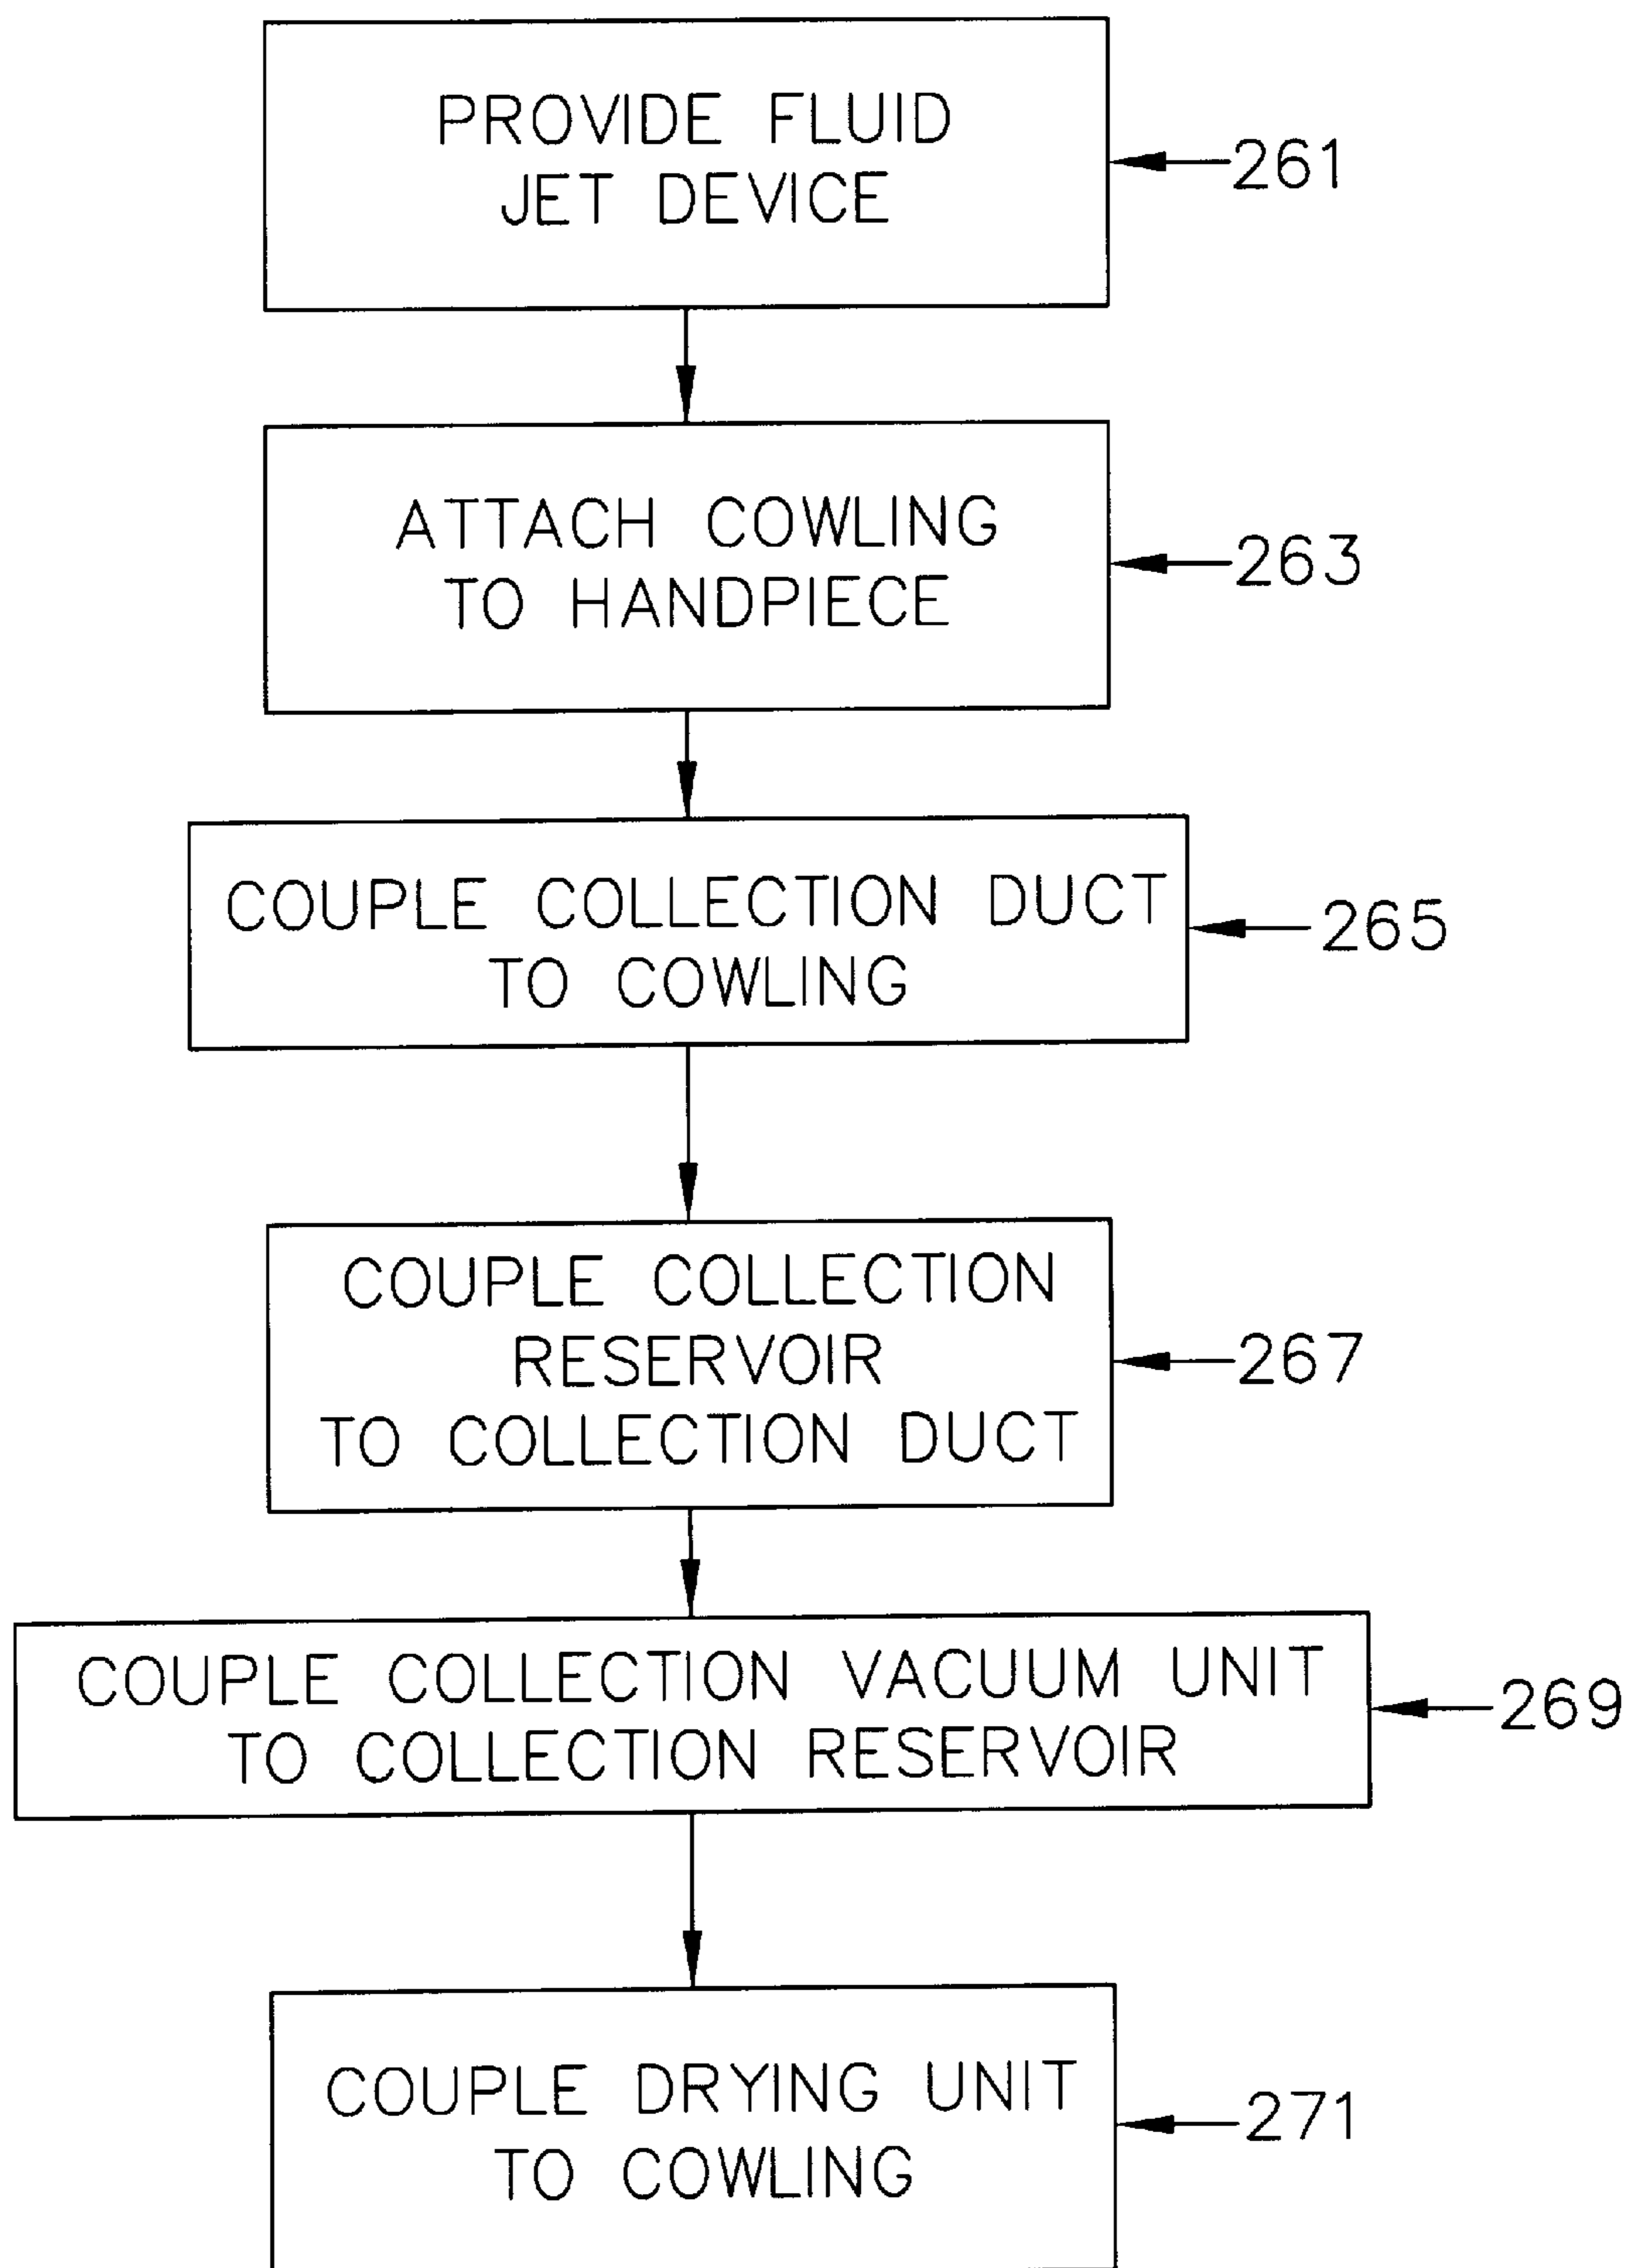 PROVIDE FLUID
JET DEVICE
261
ATTACH COWLING
TO HANDPIECE
263
COUPLE COLLECTION DUCT
TO COWLING
265
COUPLE COLLECTION
RESERVOIR
TO COLLECTION DUCT
267
COUPLE COLLECTION VACUUM UNIT
TO COLLECTION RESERVOIR
269
COUPLE DRYING UNIT
TO COWLING
271